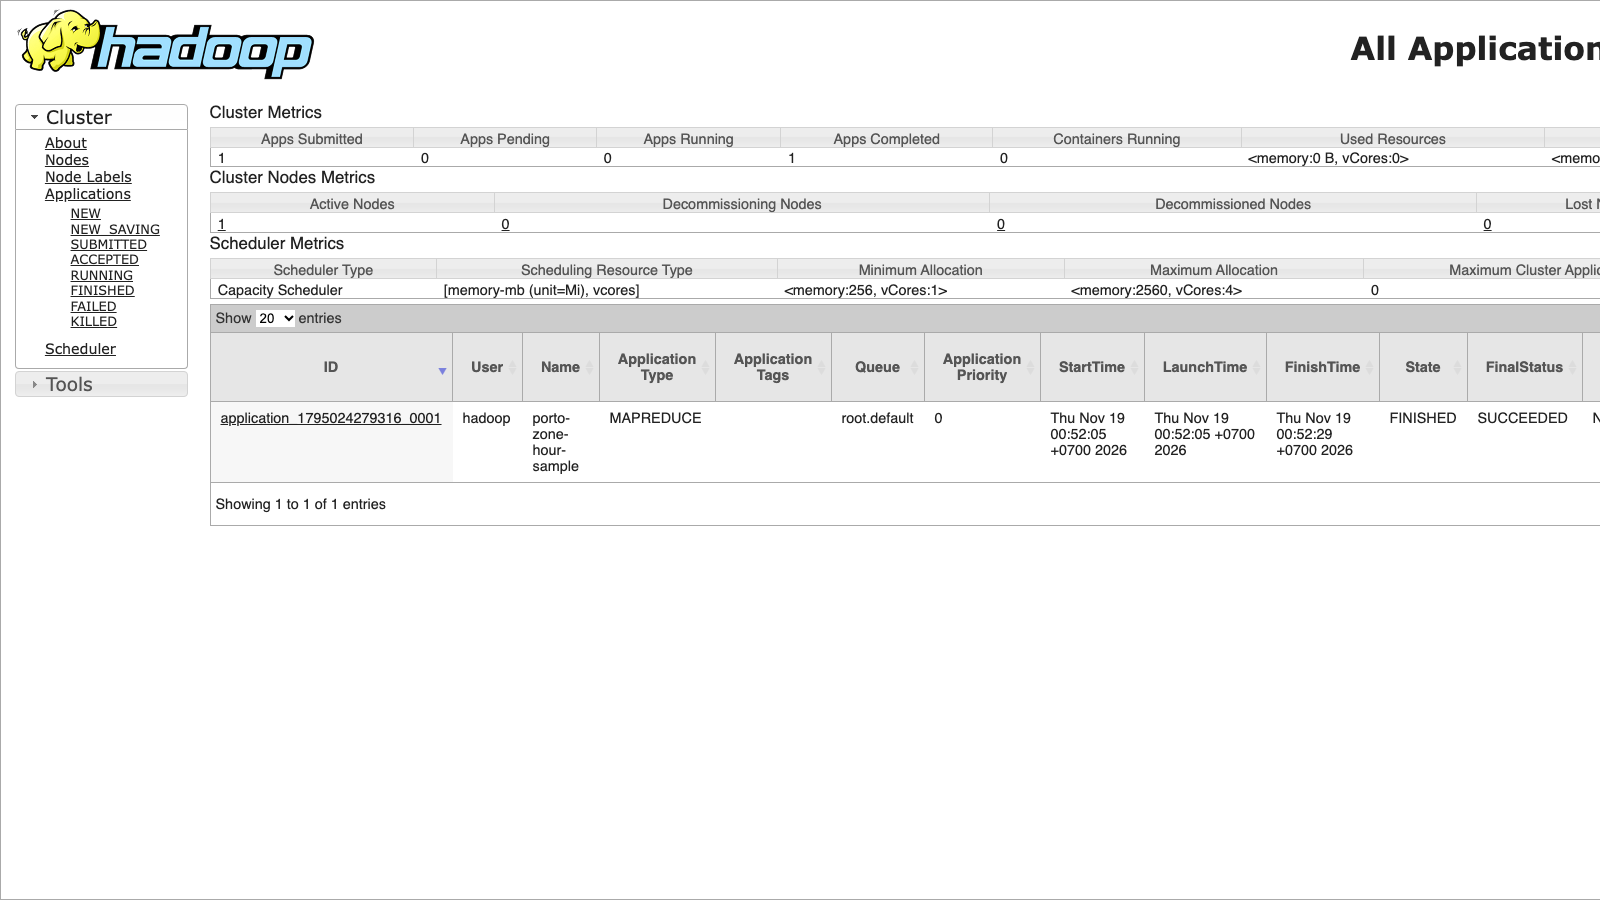 hadoop
All Application
Cluster
About
Nodes
Node Labels
Applications
NEW
NEW_SAVING
SUBMITTED
ACCEPTED
RUNNING
FINISHED
FAILED
KILLED
Scheduler
Tools
Cluster Metrics
Apps Submitted Apps Pending Apps Running Apps Completed Containers Running Used Resources
1 0 0 1 0 <memory:0 B, vCores:0> <memo
Cluster Nodes Metrics
Active Nodes Decommissioning Nodes Decommissioned Nodes Lost
1 0 0 0
Scheduler Metrics
Scheduler Type Scheduling Resource Type Minimum Allocation Maximum Allocation Maximum Cluster Applic
Capacity Scheduler [memory-mb (unit=Mi), vcores] <memory:256, vCores:1> <memory:2560, vCores:4> 0
Show 20 entries
ID User Name Application Type Application Tags Queue Application Priority StartTime LaunchTime FinishTime State FinalStatus
application_1795024279316_0001 hadoop porto-zone-hour-sample MAPREDUCE root.default 0 Thu Nov 19 00:52:05 +0700 2026 Thu Nov 19 00:52:05 +0700 2026 Thu Nov 19 00:52:29 +0700 2026 FINISHED SUCCEEDED N
Showing 1 to 1 of 1 entries